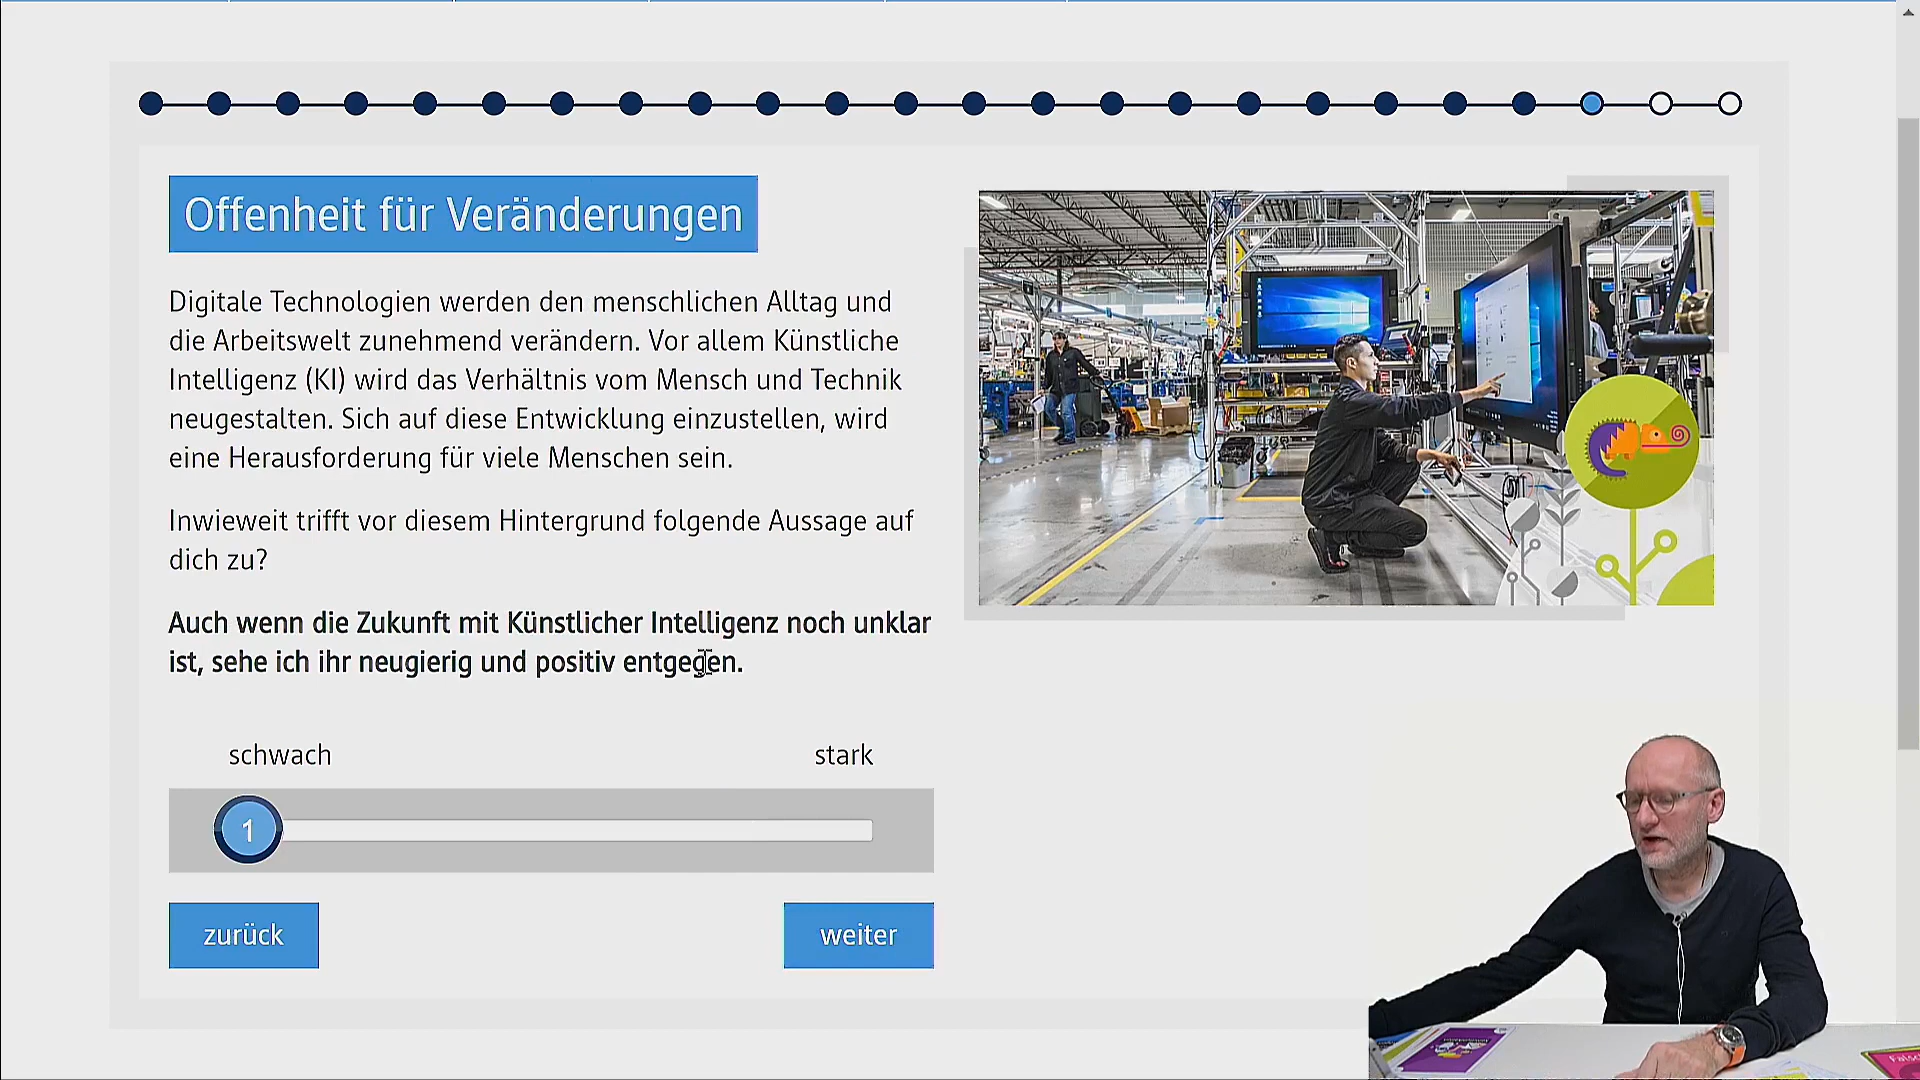 Offenheit für Veränderungen
Digitale Technologien werden den menschlichen Alltag und
die Arbeitswelt zunehmend verändern. Vor allem Künstliche
Intelligenz (KI) wird das Verhältnis vom Mensch und Technik
neugestalten. Sich auf diese Entwicklung einzustellen, wird
eine Herausforderung für viele Menschen sein.
Inwieweit trifft vor diesem Hintergrund folgende Aussage auf
dich zu?
Auch wenn die Zukunft mit Künstlicher Intelligenz noch unklar
ist, sehe ich ihr neugierig und positiv entgegen.
schwach stark
1
zurück weiter